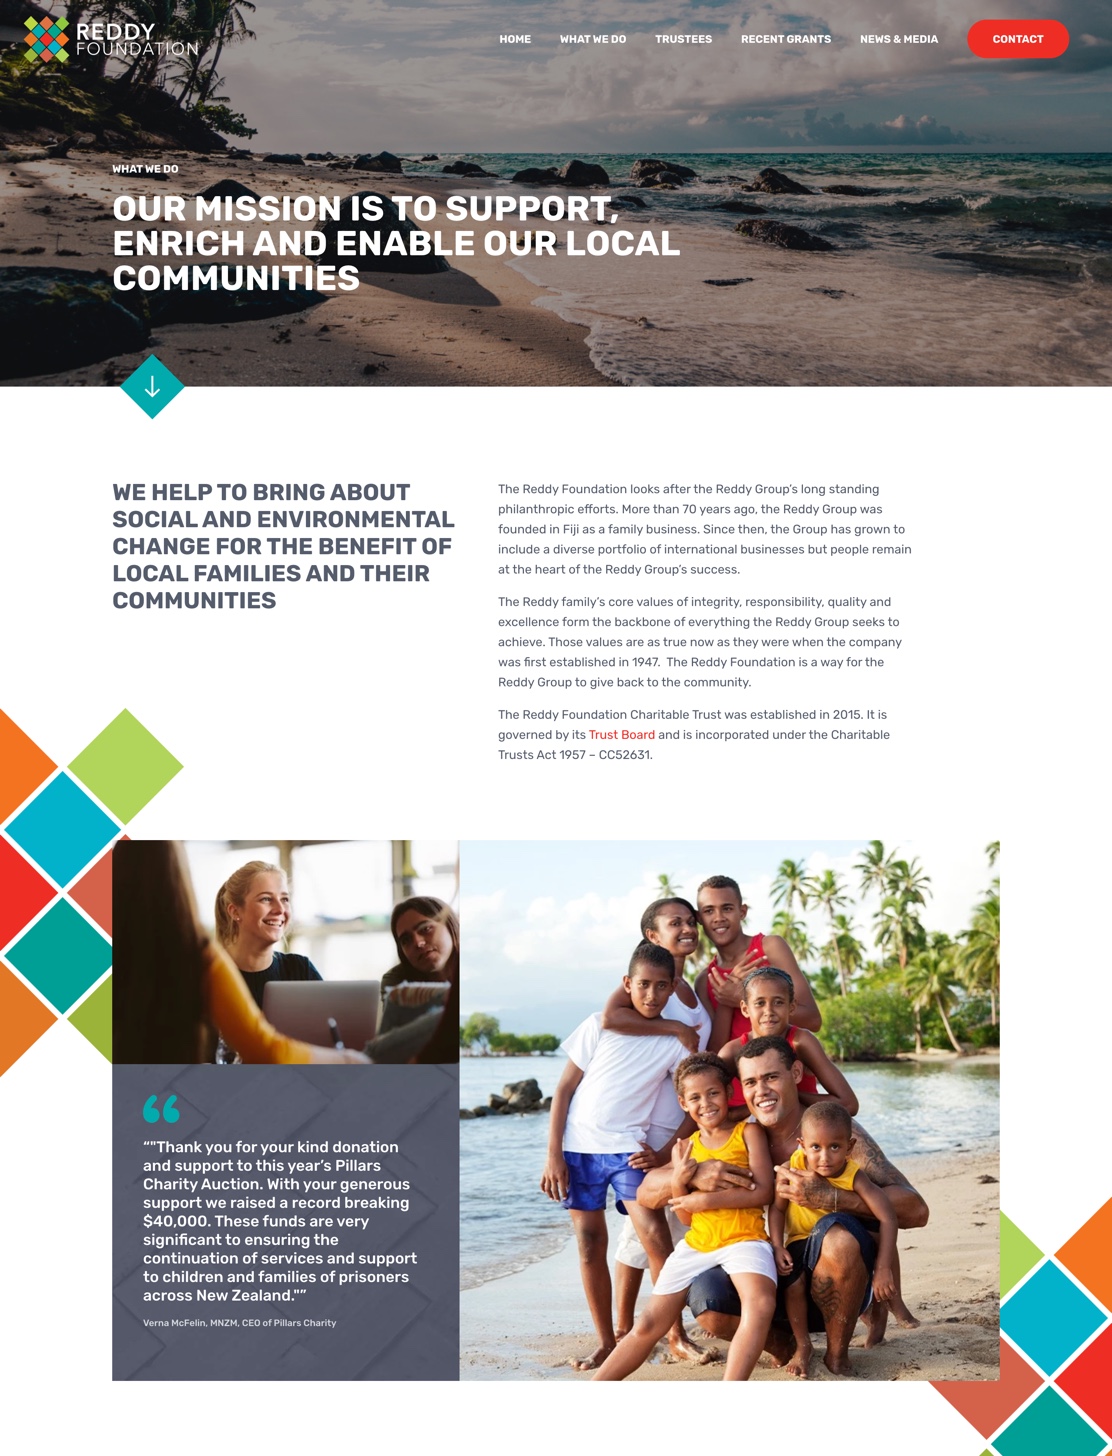 REDDY
FOUNDATION
HOME WHAT WE DO TRUSTEES RECENT GRANTS NEWS & MEDIA CONTACT
WHAT WE DO
OUR MISSION IS TO SUPPORT,
ENRICH AND ENABLE OUR LOCAL
COMMUNITIES
WE HELP TO BRING ABOUT
SOCIAL AND ENVIRONMENTAL
CHANGE FOR THE BENEFIT OF
LOCAL FAMILIES AND THEIR
COMMUNITIES
The Reddy Foundation looks after the Reddy Group’s long standing
philanthropic efforts. More than 70 years ago, the Reddy Group was
founded in Fiji as a family business. Since then, the Group has grown to
include a diverse portfolio of international businesses but people remain
at the heart of the Reddy Group’s success.
The Reddy family’s core values of integrity, responsibility, quality and
excellence form the backbone of everything the Reddy Group seeks to
achieve. Those values are as true now as they were when the company
was first established in 1947.  The Reddy Foundation is a way for the
Reddy Group to give back to the community.
The Reddy Foundation Charitable Trust was established in 2015. It is
governed by its Trust Board and is incorporated under the Charitable
Trusts Act 1957 – CC52631.
“
“"Thank you for your kind donation
and support to this year’s Pillars
Charity Auction. With your generous
support we raised a record breaking
$40,000. These funds are very
significant to ensuring the
continuation of services and support
to children and families of prisoners
across New Zealand."”
Verna McFelin, MNZM, CEO of Pillars Charity